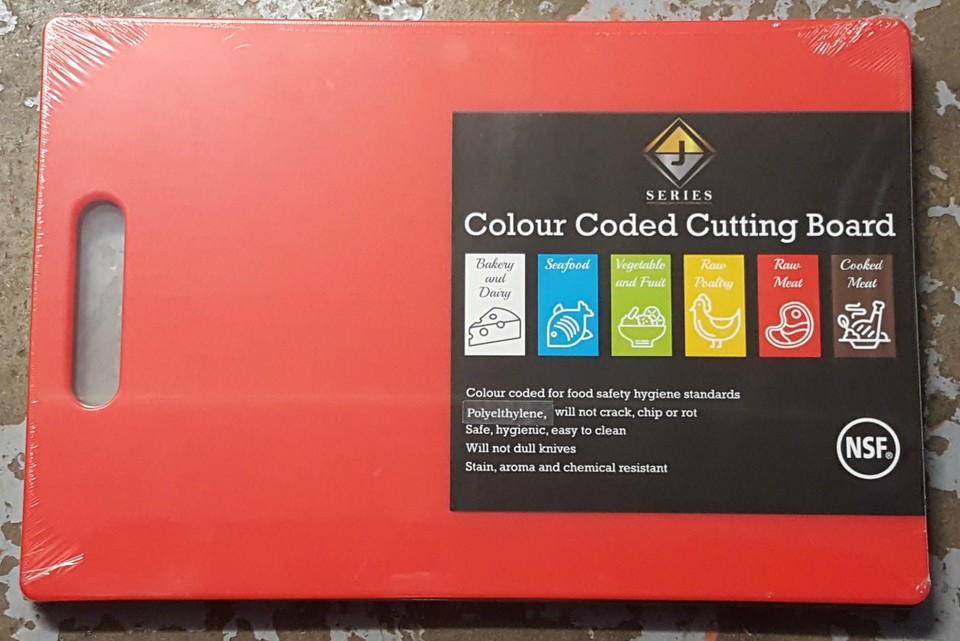 J
SERIES
Colour Coded Cutting Board
Bakery
and
Dairy
Seafood
Vegetable
and Fruit
Raw
Poultry
Raw
Meat
Cooked
Meat
Colour coded for food safety hygiene standards
Polyelthylene, will not crack, chip or rot
Safe, hygienic, easy to clean
Will not dull knives
Stain, aroma and chemical resistant
NSF®